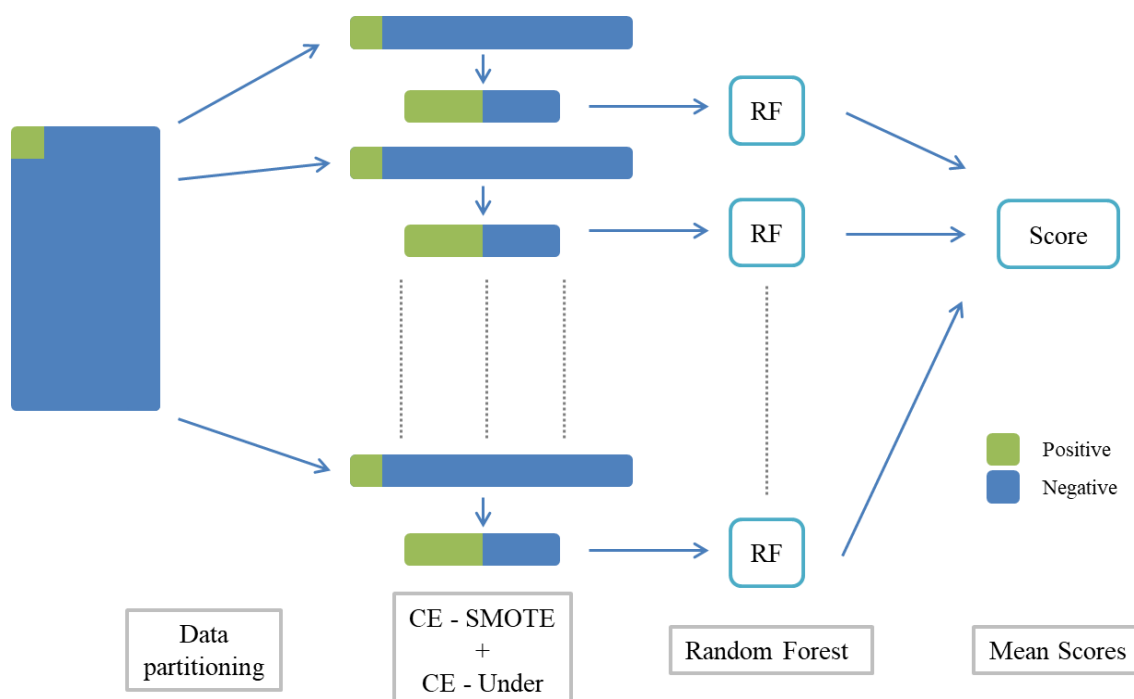 RF
RF
Score
Positive
Negative
RF
Data
partitioning
CE - SMOTE
+
CE - Under
Random Forest
Mean Scores